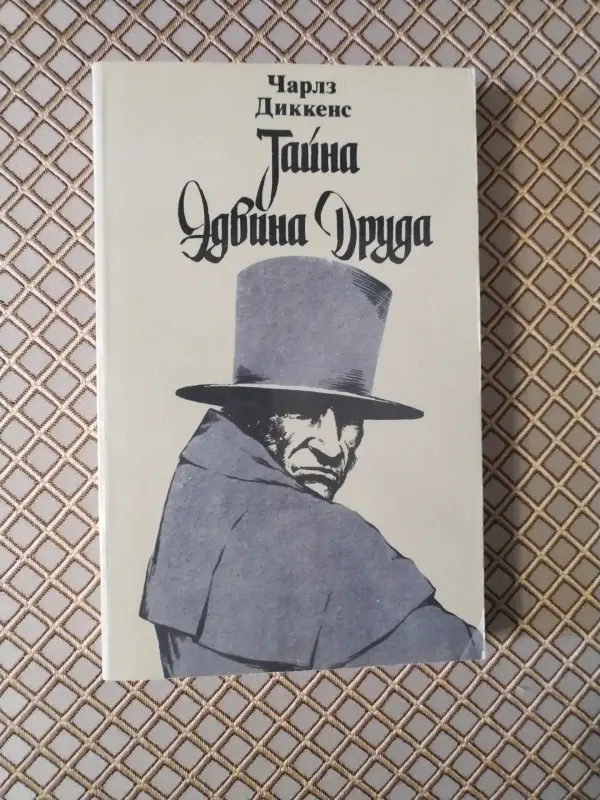 Чарлз
Диккенс
Тайна
Эдвина Друда